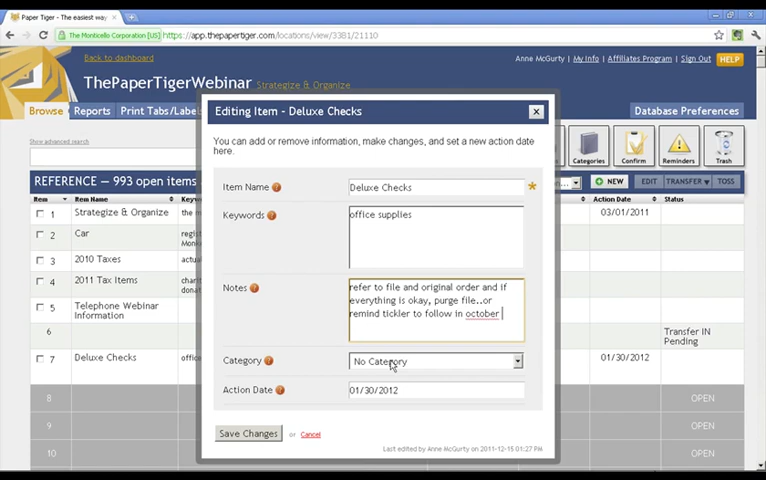 Paper Tiger - The easiest way
The Monticello Corporation [US] https://app.thepapertiger.com/locations/view/3381/21110
Back to dashboard
Anne McGurty | My Info | Affiliates Program | Sign Out HELP
ThePaperTigerWebinar Strategize & Organize
Browse Reports Print Tabs/Labels Database Preferences
Show advanced search
Categories Confirm Reminders Trash
REFERENCE — 993 open items
NEW EDIT TRANSFER TOSS
Item Item Name Action Date Status
1 Strategize & Organize the 03/01/2011
2 Car
3 2010 Taxes
4 2011 Tax Items
5 Telephone Webinar
Information
6 Transfer IN
Pending
7 Deluxe Checks 01/30/2012
8 OPEN
9 OPEN
10 OPEN
Editing Item - Deluxe Checks
You can add or remove information, make changes, and set a new action date
here.
Item Name Deluxe Checks
Keywords office supplies
Notes refer to file and original order and if
everything is okay, purge file..or
remind tickler to follow in october
Category No Category
Action Date 01/30/2012
Save Changes or Cancel
Last edited by Anne McGurty on 2011-12-15 01:27 PM